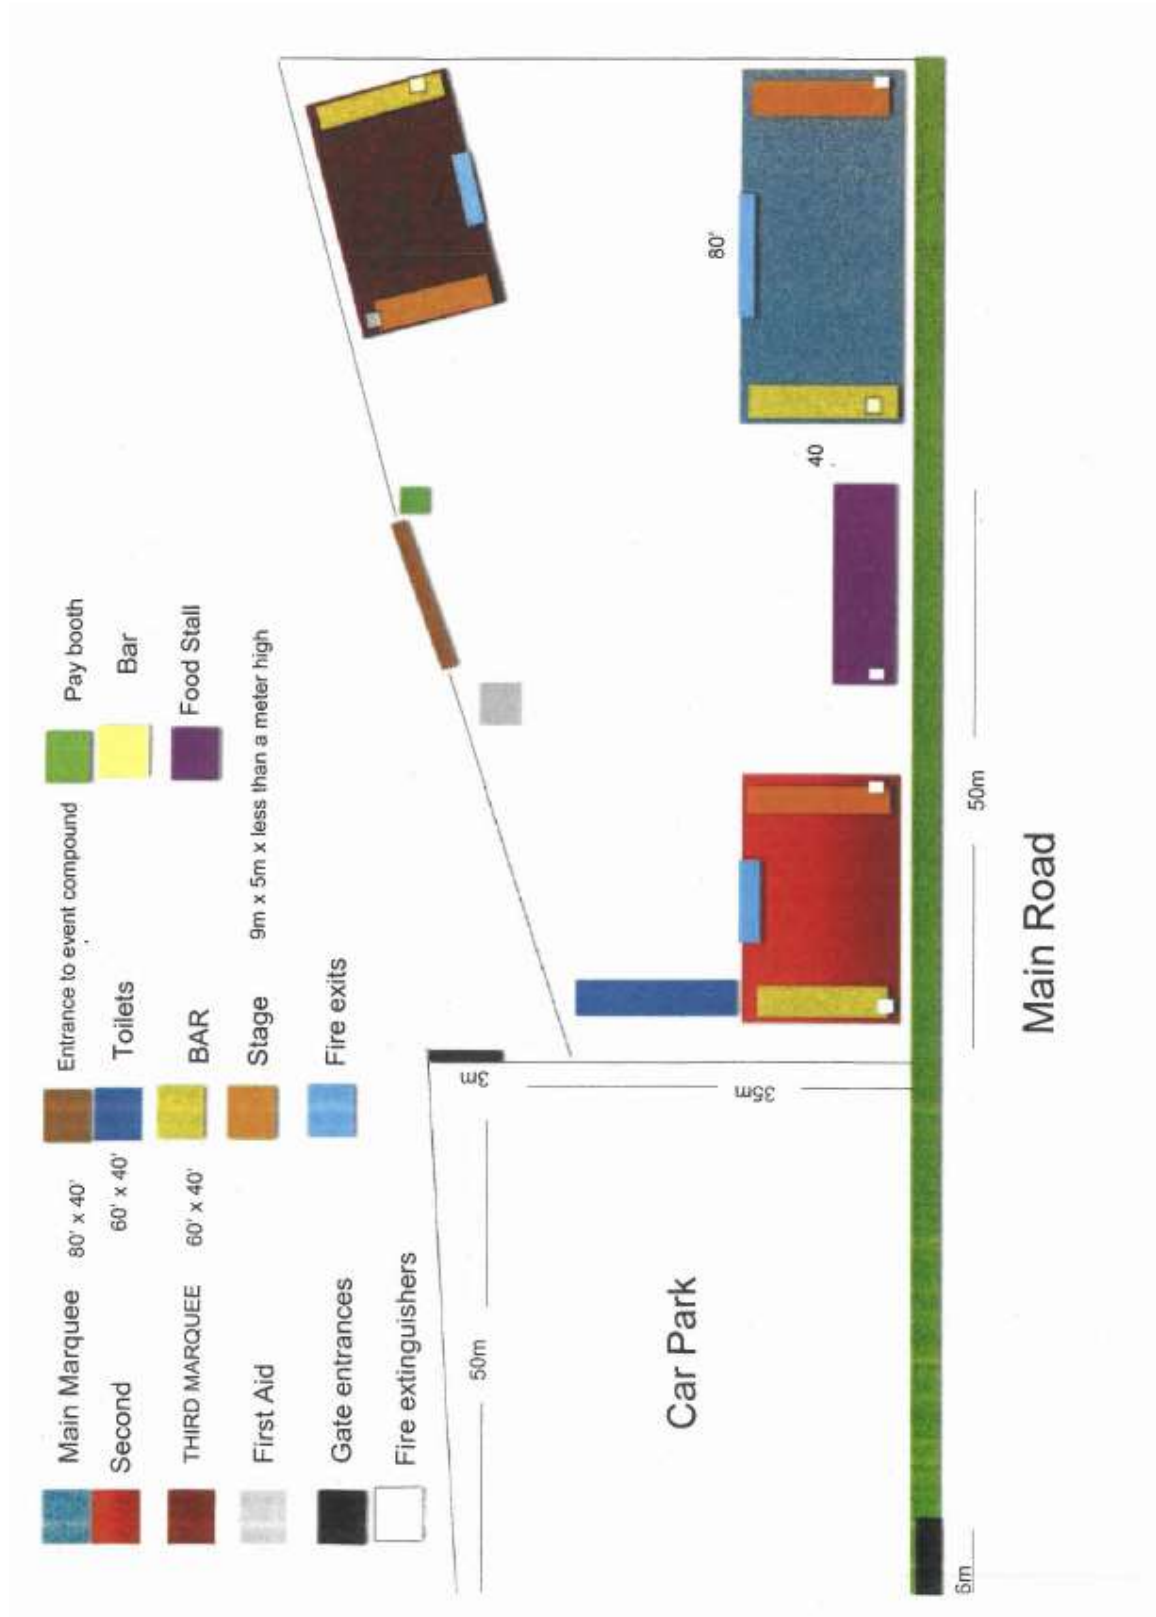 Main Marquee 80' x 40' Entrance to event compound Pay booth
Second 60' x 40' Toilets Bar
THIRD MARQUEE 60' x 40' BAR Food Stall
First Aid Stage 9m x 5m x less than a meter high
Gate entrances Fire exits
Fire extinguishers
50m
3m
Car Park
35m
80'
40
6m
50m
Main Road